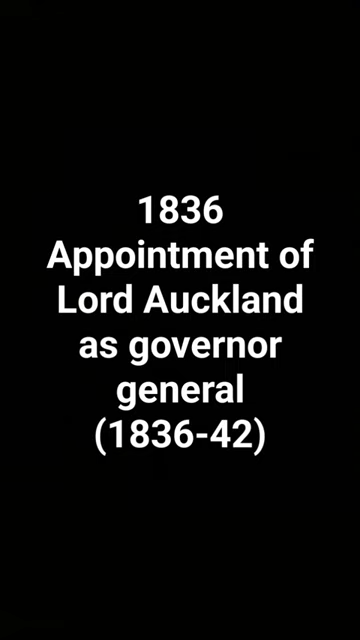 1836
Appointment of
Lord Auckland
as governor
general
(1836-42)